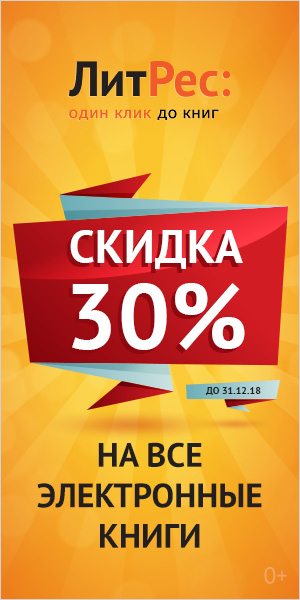 ЛитРес:
один клик до книг
СКИДКА
30%
ДО 31.12.18
НА ВСЕ
ЭЛЕКТРОННЫЕ
КНИГИ
0+